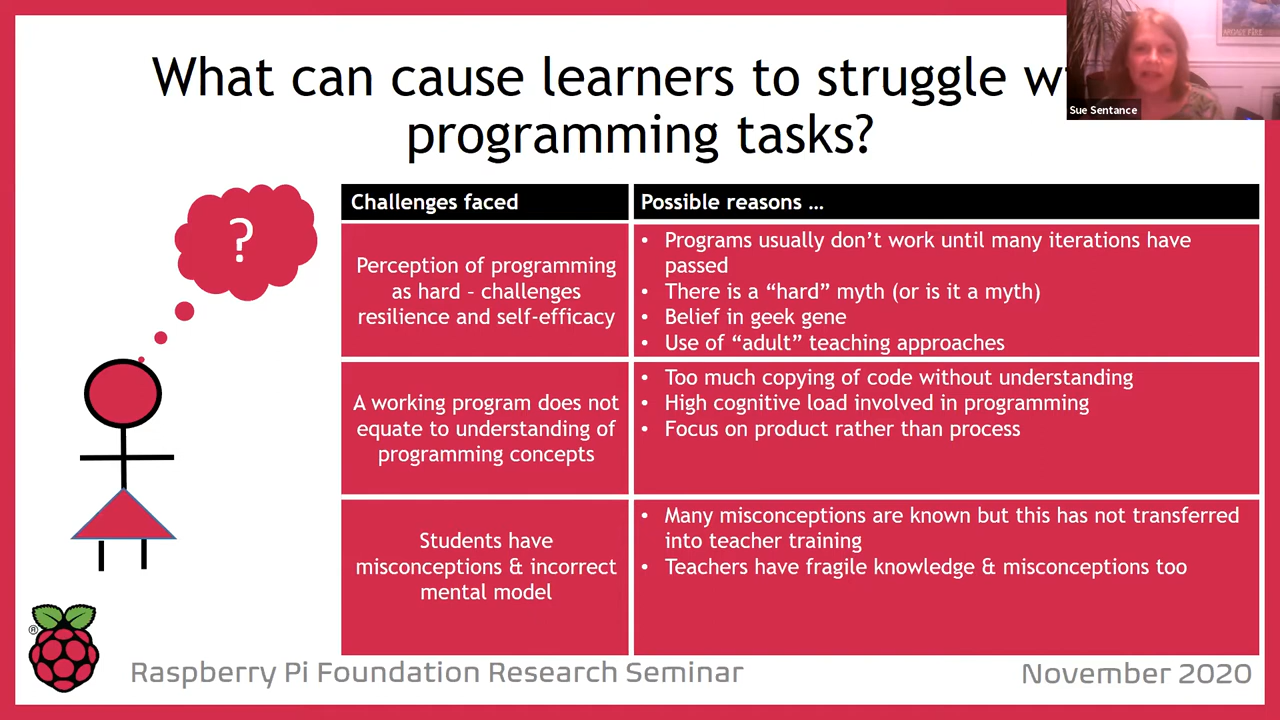 What can cause learners to struggle w
programming tasks?
Sue Sentance
?
Challenges faced
Possible reasons …
Perception of programming
as hard – challenges
resilience and self-efficacy
• Programs usually don’t work until many iterations have
passed
• There is a “hard” myth (or is it a myth)
• Belief in geek gene
• Use of “adult” teaching approaches
A working program does not
equate to understanding of
programming concepts
• Too much copying of code without understanding
• High cognitive load involved in programming
• Focus on product rather than process
Students have
misconceptions & incorrect
mental model
• Many misconceptions are known but this has not transferred
into teacher training
• Teachers have fragile knowledge & misconceptions too
®
Raspberry Pi Foundation Research Seminar
November 2020